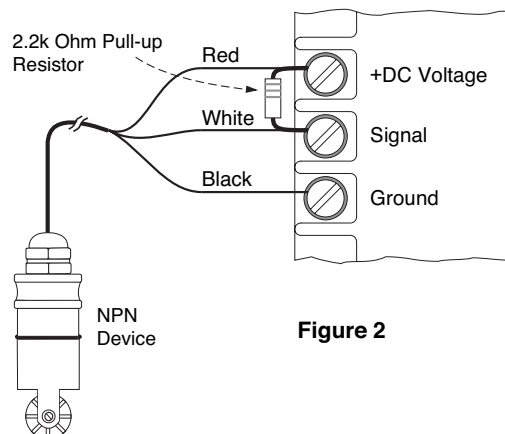 2.2k Ohm Pull-up
Resistor
Red
+DC Voltage
White
Signal
Black
Ground
NPN
Device
Figure 2